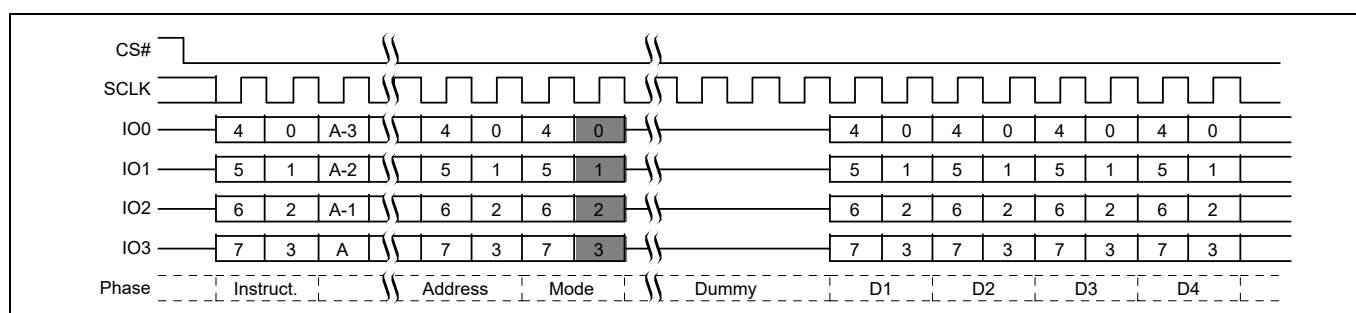 CS#
SCLK
IO0 4 0 A-3 4 0 4 0 4 0 4 0 4 0 4 0
IO1 5 1 A-2 5 1 5 1 5 1 5 1 5 1 5 1
IO2 6 2 A-1 6 2 6 2 6 2 6 2 6 2 6 2
IO3 7 3 A 7 3 7 3 7 3 7 3 7 3 7 3
Phase Instruct. Address Mode Dummy D1 D2 D3 D4